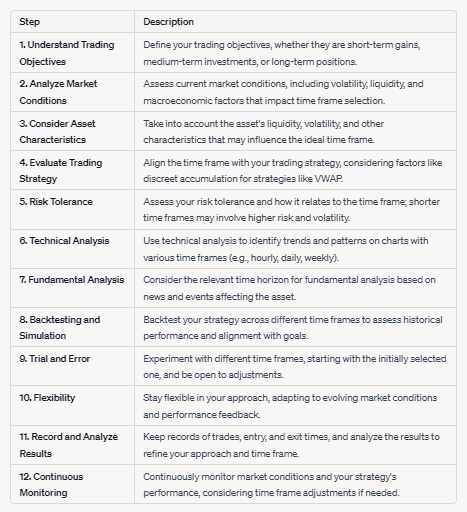 Step Description
1. Understand Trading Define your trading objectives, whether they are short-term gains,
Objectives medium-term investments, or long-term positions.
2. Analyze Market Assess current market conditions, including volatility, liquidity, and
Conditions macroeconomic factors that impact time frame selection.
3. Consider Asset Take into account the asset's liquidity, volatility, and other
Characteristics characteristics that may influence the ideal time frame.
4. Evaluate Trading Align the time frame with your trading strategy, considering factors like
Strategy discreet accumulation for strategies like VWAP.
5. Risk Tolerance Assess your risk tolerance and how it relates to the time frame; shorter
time frames may involve higher risk and volatility.
6. Technical Analysis Use technical analysis to identify trends and patterns on charts with
various time frames (e.g., hourly, daily, weekly).
7. Fundamental Analysis Consider the relevant time horizon for fundamental analysis based on
news and events affecting the asset.
8. Backtesting and Backtest your strategy across different time frames to assess historical
Simulation performance and alignment with goals.
9. Trial and Error Experiment with different time frames, starting with the initially selected
one, and be open to adjustments.
10. Flexibility Stay flexible in your approach, adapting to evolving market conditions
and performance feedback.
11. Record and Analyze Keep records of trades, entry, and exit times, and analyze the results to
Results refine your approach and time frame.
12. Continuous Continuously monitor market conditions and your strategy's
Monitoring performance, considering time frame adjustments if needed.